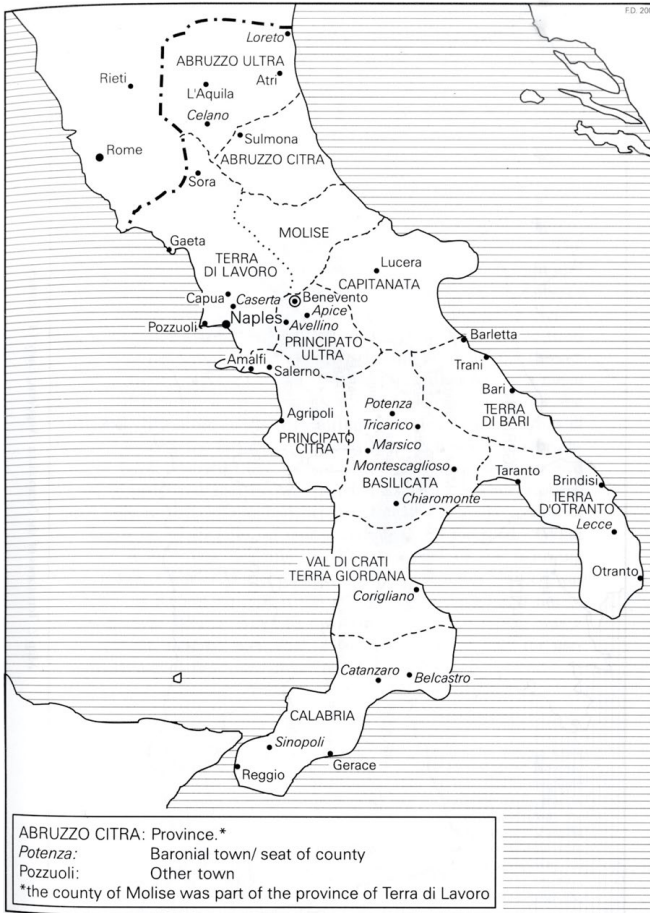 F.D. 200
Loreto
ABRUZZO ULTRA
Rieti
Atri
L'Aquila
Celano
Sulmona
Rome
ABRUZZO CITRA
Sora
MOLISE
Gaeta
TERRA
DI LAVORO
Lucera
CAPITANATA
Capua
Caserta
Benevento
Apice
Naples
Avellino
Pozzuoli
PRINCIPATO
ULTRA
Barletta
Trani
Amalfi
Salerno
Bari
Potenza
TERRA
DI BARI
Agripoli
Tricarico
PRINCIPATO
CITRA
Marsico
Montescaglioso
BASILICATA
Taranto
Brindisi
TERRA
D'OTRANTO
Chiaromonte
Lecce
VAL DI CRATI
TERRA GIORDANA
Otranto
Corigliano
Catanzaro
Belcastro
CALABRIA
Sinopoli
Gerace
Reggio
ABRUZZO CITRA: Province.*
Potenza: Baronial town/ seat of county
Pozzuoli: Other town
*the county of Molise was part of the province of Terra di Lavoro